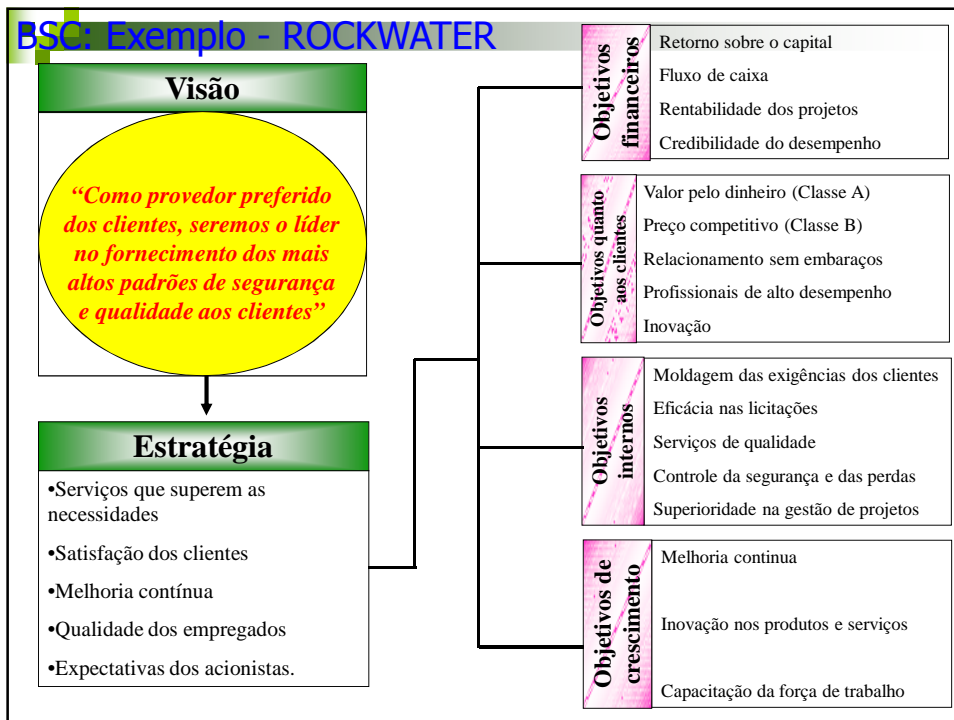 BSC: Exemplo - ROCKWATER
Visão
“Como provedor preferido
dos clientes, seremos o líder
no fornecimento dos mais
altos padrões de segurança
e qualidade aos clientes”
Estratégia
•Serviços que superem as
necessidades
•Satisfação dos clientes
•Melhoria contínua
•Qualidade dos empregados
•Expectativas dos acionistas.
Objetivos
financeiros
Retorno sobre o capital
Fluxo de caixa
Rentabilidade dos projetos
Credibilidade do desempenho
Objetivos quanto
aos clientes
Valor pelo dinheiro (Classe A)
Preço competitivo (Classe B)
Relacionamento sem embaraços
Profissionais de alto desempenho
Inovação
Objetivos
internos
Moldagem das exigências dos clientes
Eficácia nas licitações
Serviços de qualidade
Controle da segurança e das perdas
Superioridade na gestão de projetos
Objetivos de
crescimento
Melhoria continua
Inovação nos produtos e serviços
Capacitação da força de trabalho